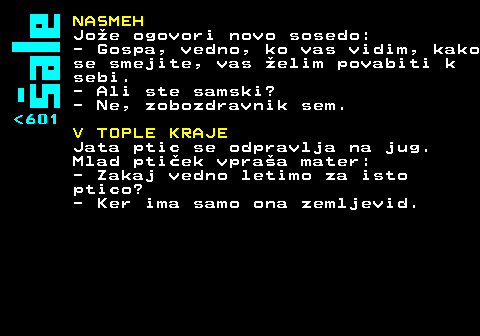 šale
<601
NASMEH
Jože ogovori novo sosedo:
- Gospa, vedno, ko vas vidim, kako
se smejite, vas želim povabiti k
sebi.
- Ali ste samski?
- Ne, zobozdravnik sem.
V TOPLE KRAJE
Jata ptic se odpravlja na jug.
Mlad ptiček vpraša mater:
- Zakaj vedno letimo za isto
ptico?
- Ker ima samo ona zemljevid.